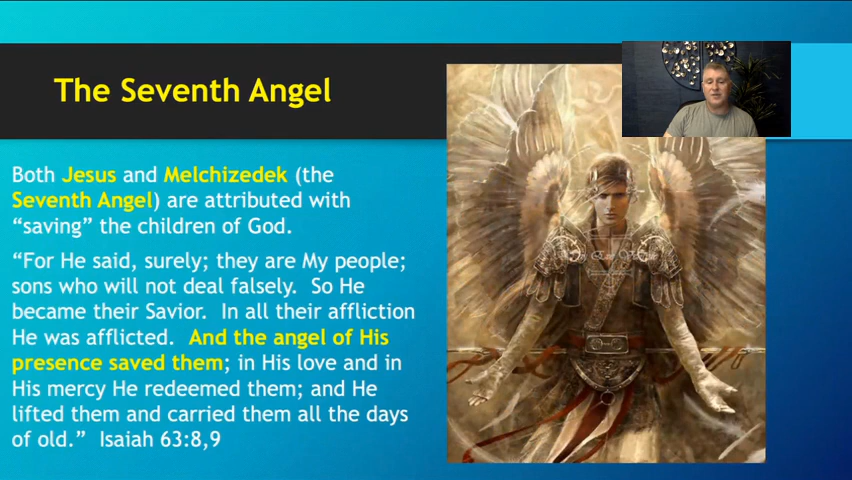 The Seventh Angel
Both Jesus and Melchizedek (the
Seventh Angel) are attributed with
“saving” the children of God.
“For He said, surely; they are My people;
sons who will not deal falsely.  So He
became their Savior.  In all their affliction
He was afflicted.  And the angel of His
presence saved them; in His love and in
His mercy He redeemed them; and He
lifted them and carried them all the days
of old.”  Isaiah 63:8,9